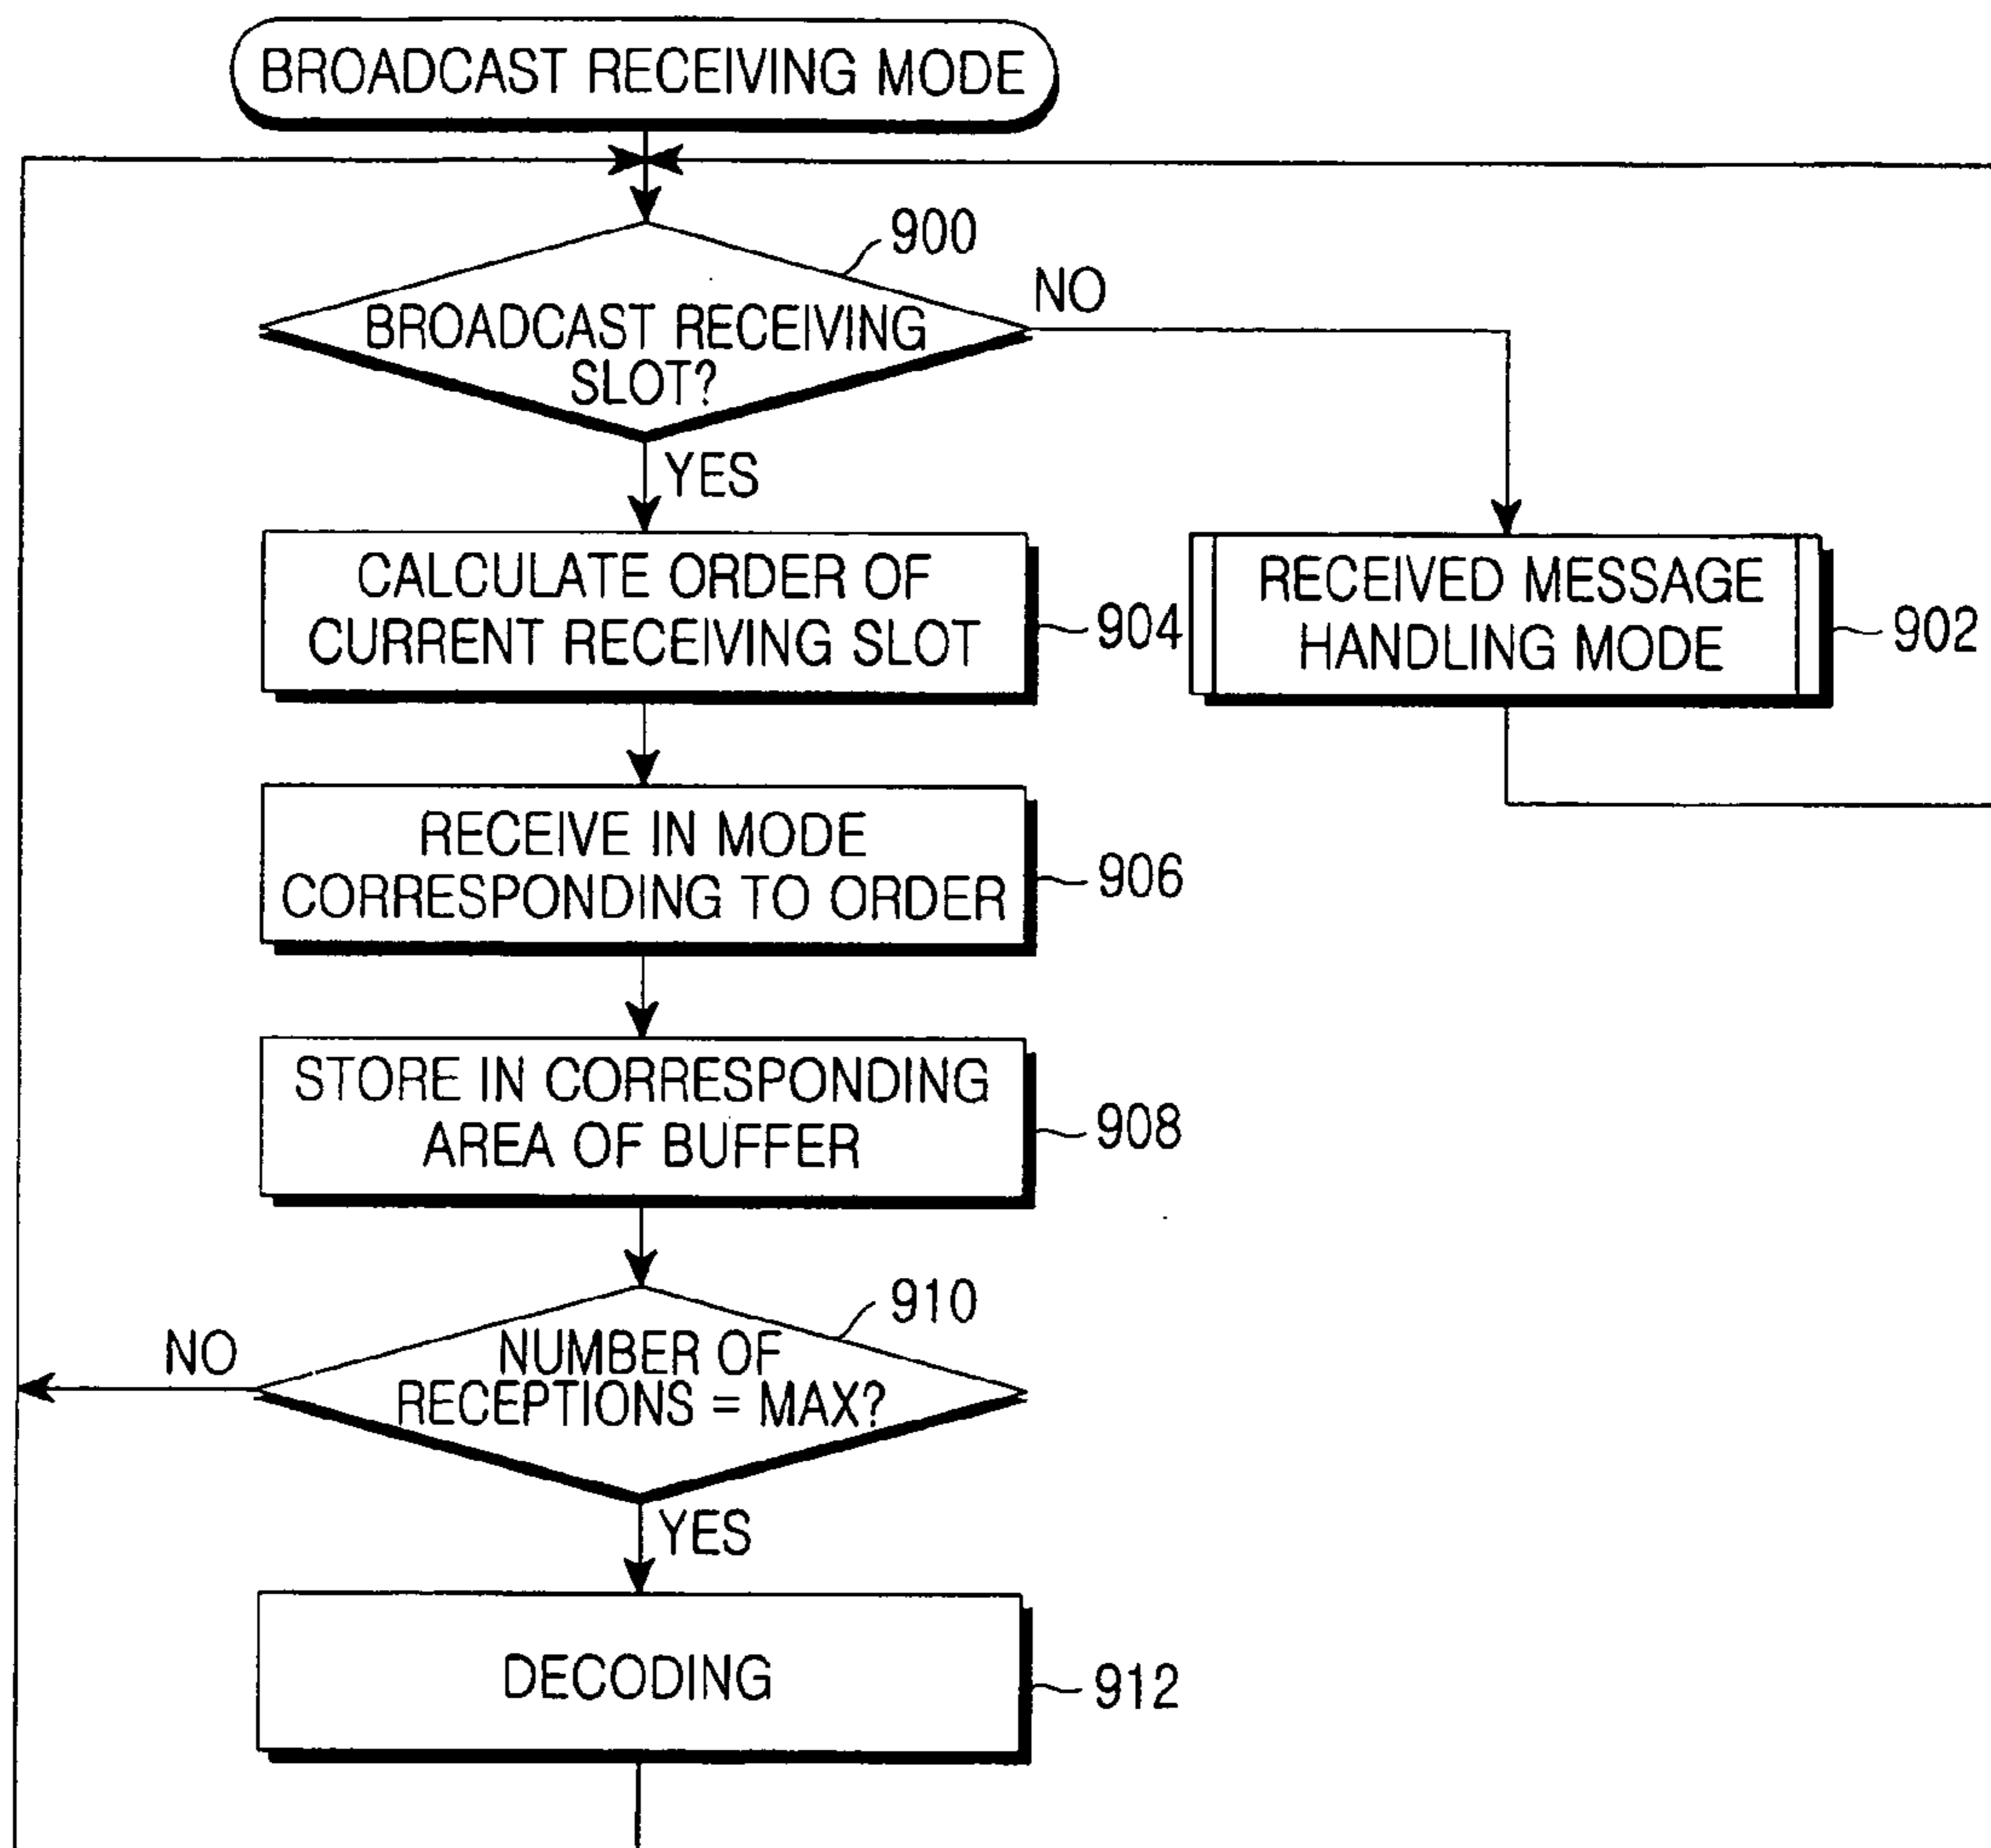 BROADCAST RECEIVING MODE
900
NO
BROADCAST RECEIVING
SLOT?
YES
CALCULATE ORDER OF
CURRENT RECEIVING SLOT
904
RECEIVED MESSAGE
HANDLING MODE
902
RECEIVE IN MODE
CORRESPONDING TO ORDER
906
STORE IN CORRESPONDING
AREA OF BUFFER
908
910
NO
NUMBER OF
RECEPTIONS = MAX?
YES
DECODING
912